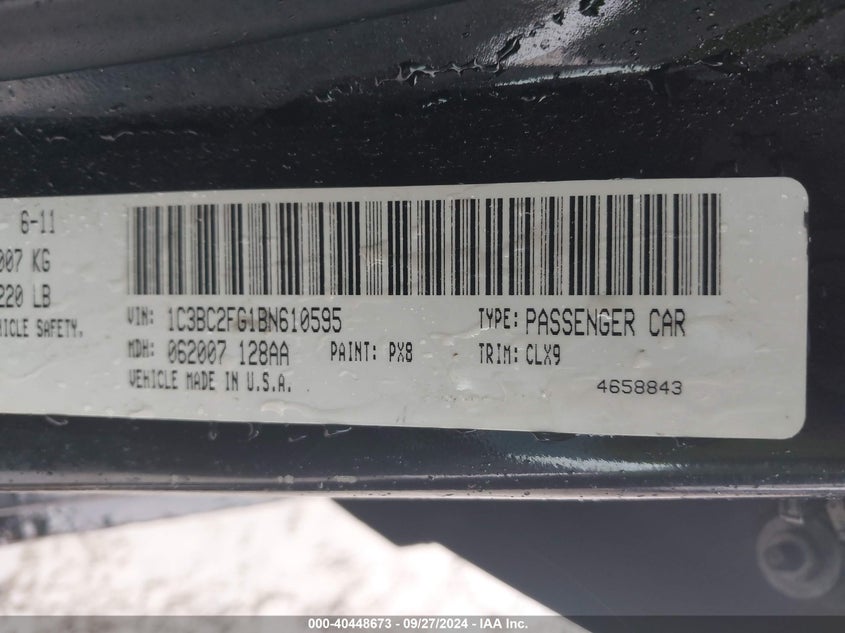 6-11
007 KG
220 LB
HICLE SAFETY.
VIN: 1C3BC2FG1BN610595 TYPE: PASSENGER CAR
MDH: 062007 128AA PAINT: PX8 TRIM: CLX9
VEHICLE MADE IN U.S.A. 4658843
000-40448673 - 09/27/2024 - IAA Inc.